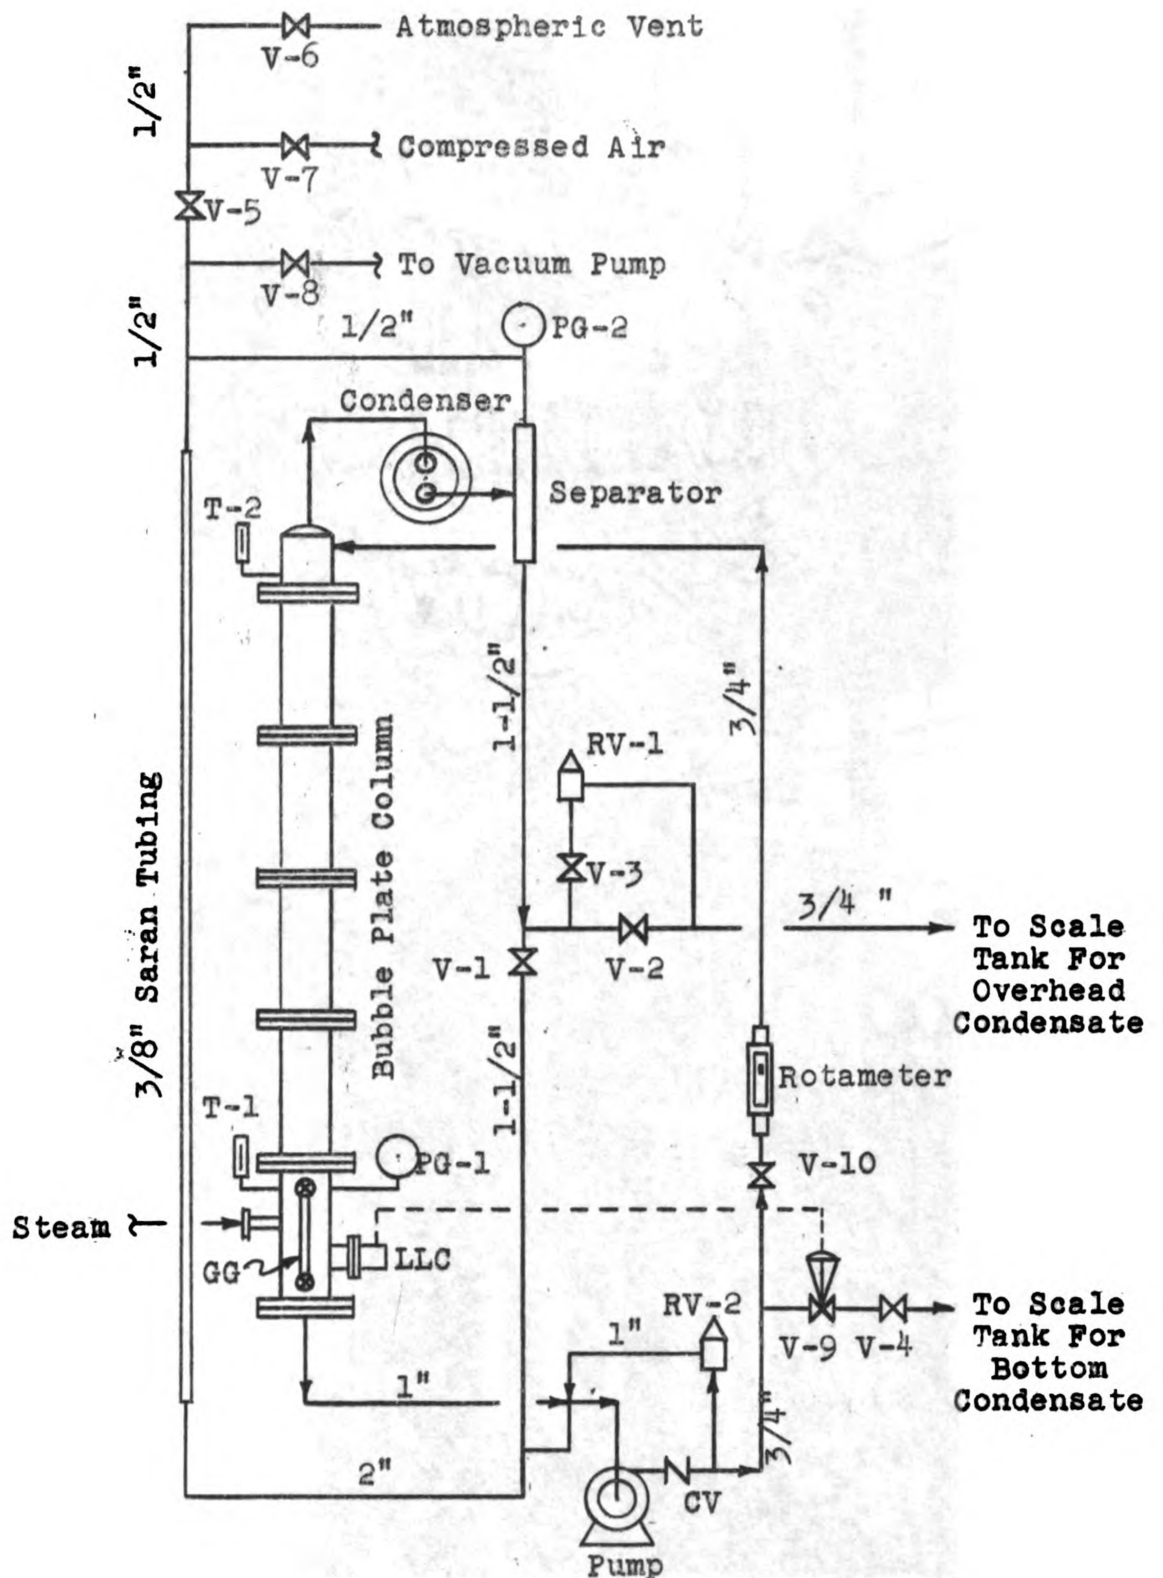 Atmospheric Vent
V-6
1/2"
Compressed Air
V-7
V-5
To Vacuum Pump
V-8
1/2"
1/2"
PG-2
Condenser
Separator
T-2
1-1/2"
3/4"
RV-1
Bubble Plate Column
3/8" Saran Tubing
V-3
3/4 "
To Scale
Tank For
Overhead
Condensate
V-1
V-2
1-1/2"
Rotameter
T-1
PG-1
V-10
Steam
GG
LLC
RV-2
To Scale
Tank For
Bottom
Condensate
V-9
V-4
1"
1"
3/4"
2"
CV
Pump